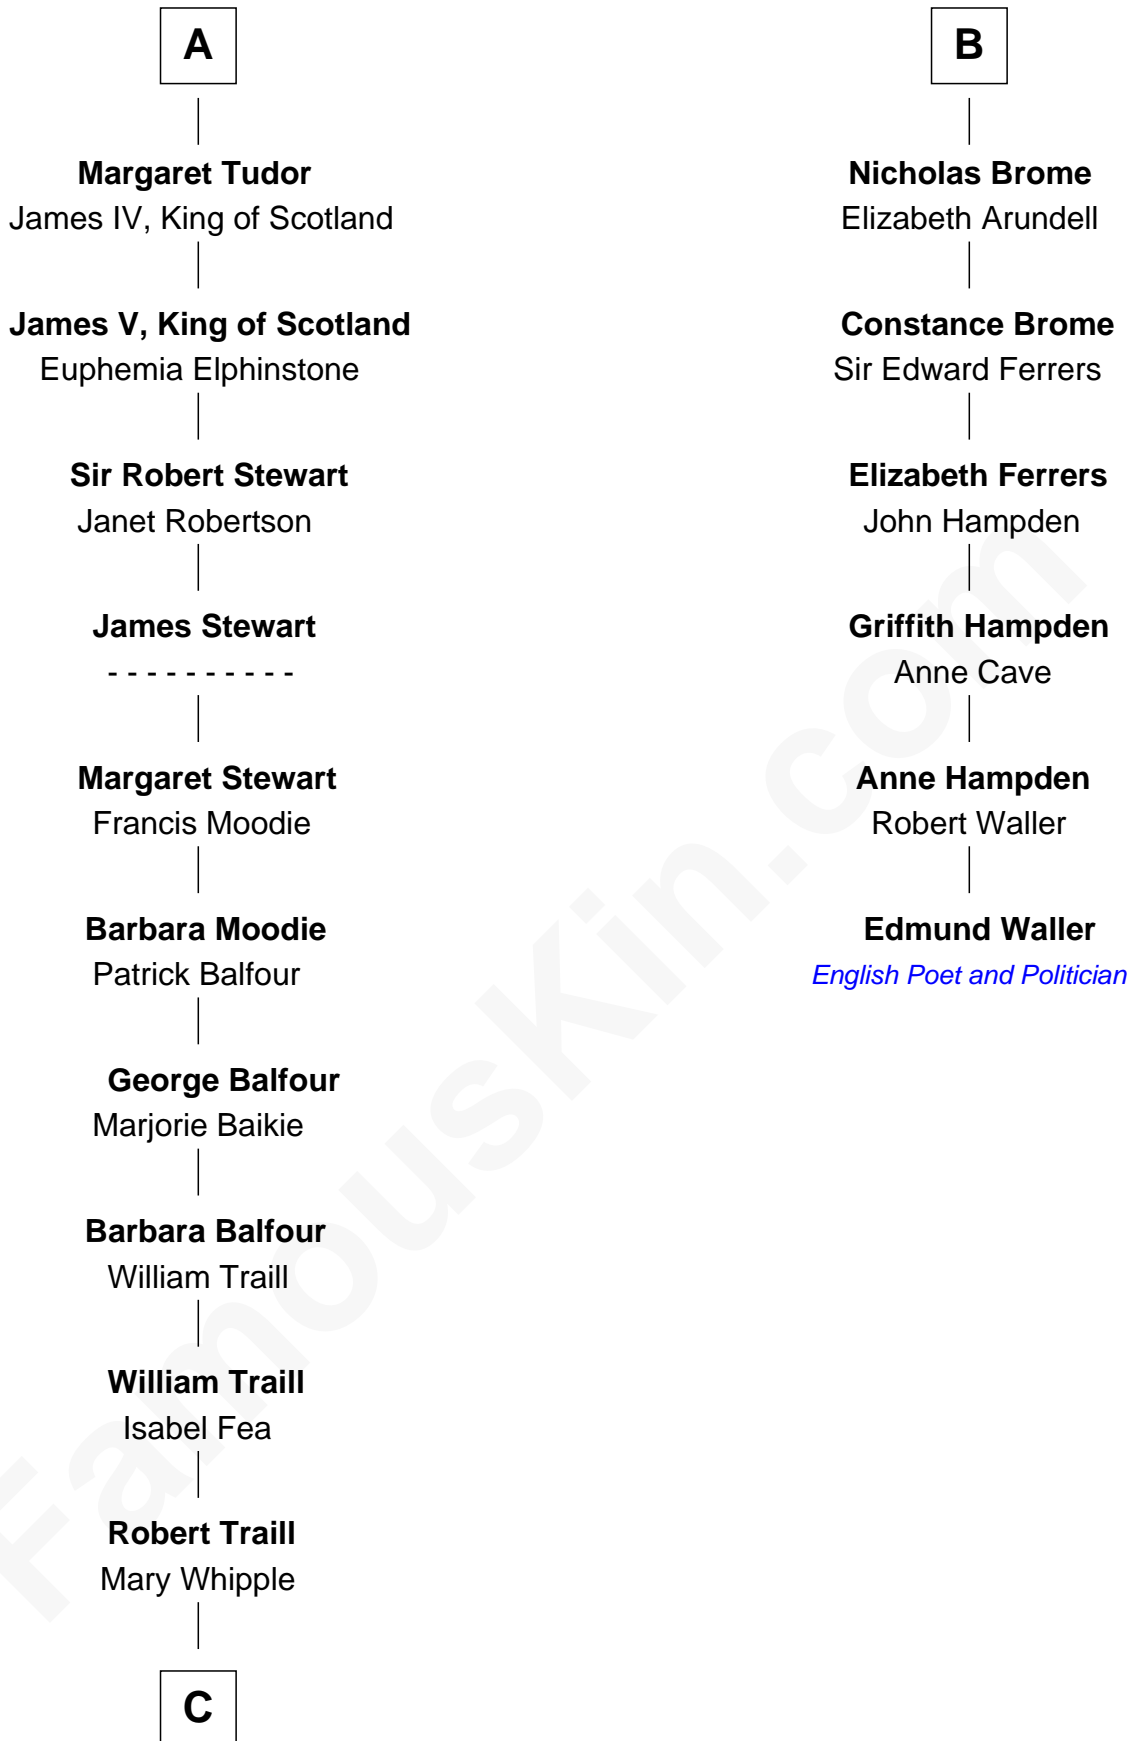 A
Margaret Tudor
James IV, King of Scotland
James V, King of Scotland
Euphemia Elphinstone
Sir Robert Stewart
Janet Robertson
James Stewart
- - - - - - - - - -
Margaret Stewart
Francis Moodie
Barbara Moodie
Patrick Balfour
George Balfour
Marjorie Baikie
Barbara Balfour
William Traill
William Traill
Isabel Fea
Robert Traill
Mary Whipple
C
B
Nicholas Brome
Elizabeth Arundell
Constance Brome
Sir Edward Ferrers
Elizabeth Ferrers
John Hampden
Griffith Hampden
Anne Cave
Anne Hampden
Robert Waller
Edmund Waller
English Poet and Politician
FamousKin.com